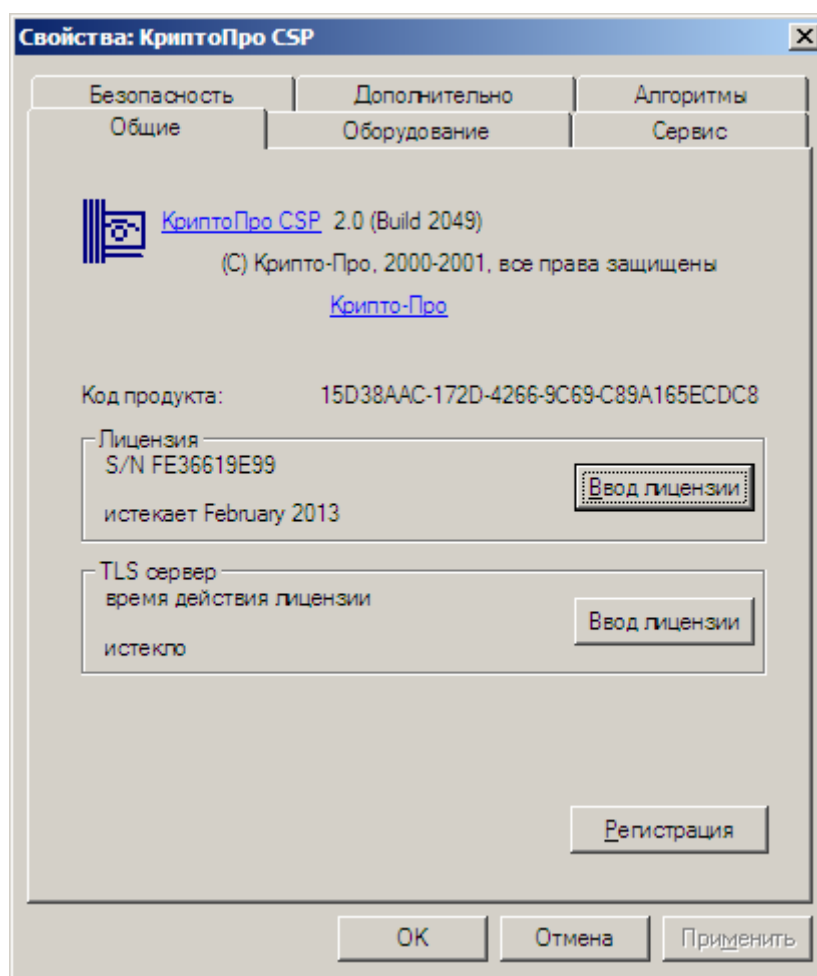 Свойства: КриптоПро CSP
Безопасность Дополнительно Алгоритмы
Общие Оборудование Сервис
КриптоПро CSP 2.0 (Build 2049)
(C) Крипто-Про, 2000-2001, все права защищены
Крипто-Про
Код продукта: 15D38AAC-172D-4266-9C69-C89A165ECDC8
Лицензия
S/N FE36619E99
Ввод лицензии
истекает February 2013
TLS сервер
время действия лицензии
Ввод лицензии
истекло
Регистрация
OK Отмена Применить